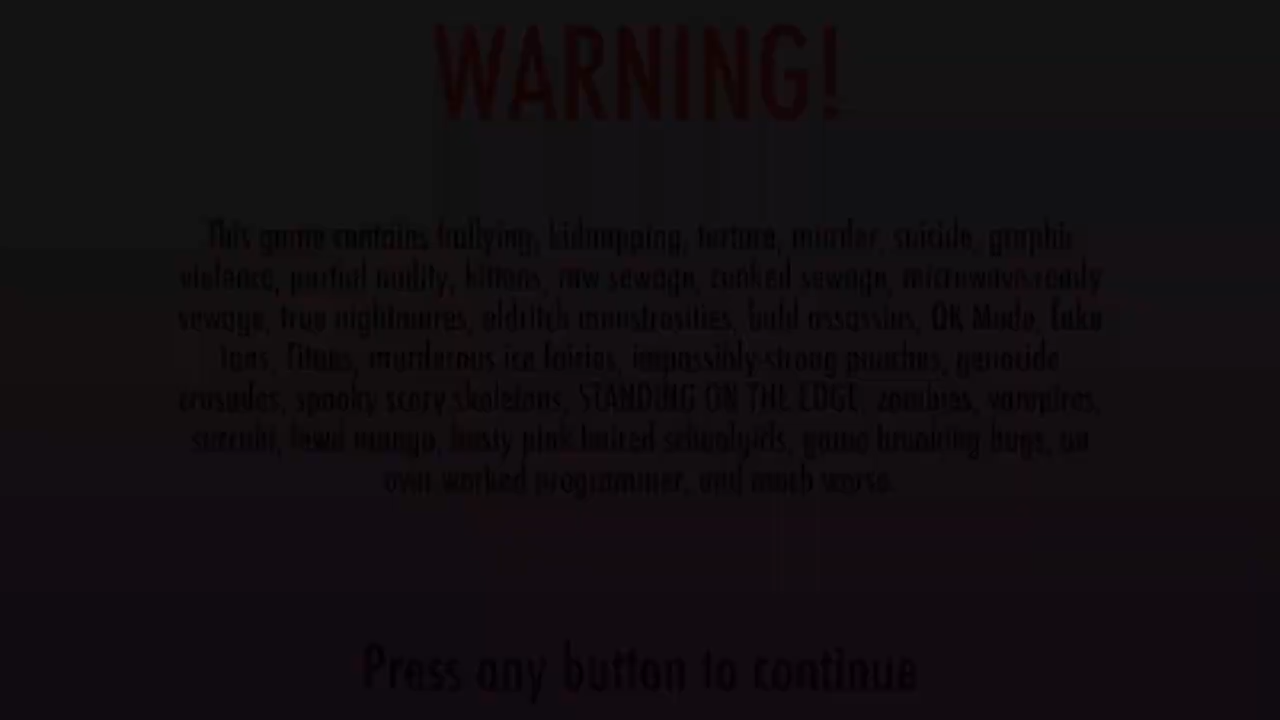 WARNING!
This game contains bullying, kidnapping, torture, murder, suicide, graphic
violence, partial nudity, kittens, raw sewage, cooked sewage, microwave-ready
sewage, true nightmares, eldritch monstrosities, bald assassins, OK Mode, fake
tans, Titans, murderous ice fairies, impossibly-strong punches, genocide
crusades, spooky scary skeletons, STANDING ON THE EDGE, zombies, vampires,
succubi, lewd manga, busty pink haired schoolgirls, game breaking bugs, an
over-worked programmer, and much worse.
Press any button to continue